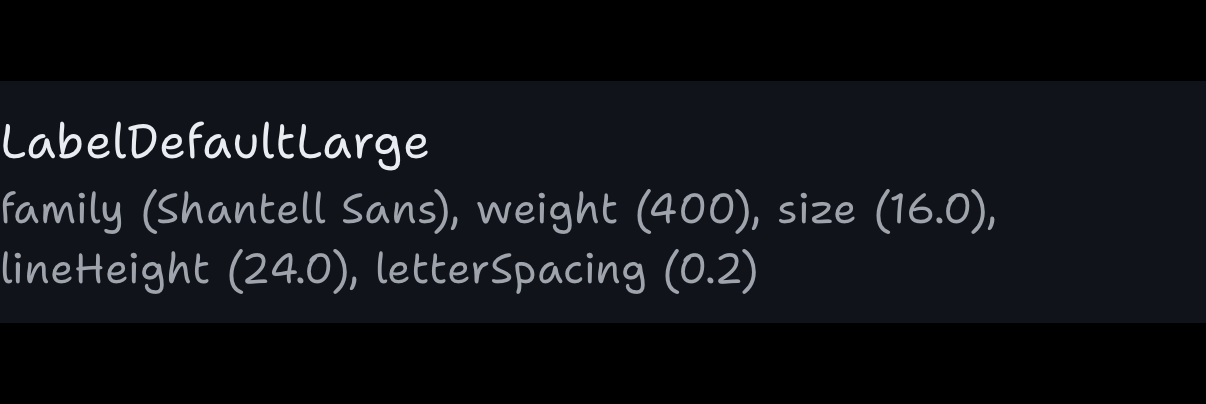 LabelDefaultLarge
family (Shantell Sans), weight (400), size (16.0),
lineHeight (24.0), letterSpacing (0.2)